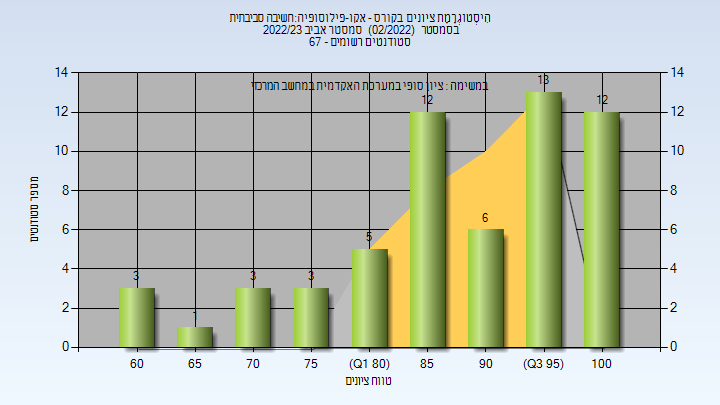 היסטוגרמת ציונים בקורס - אקו-פילוסופיה:חשיבה סביבתית
בסמסטר (02/2022) סמסטר אביב 2022/23
סטודנטים רשומים - 67
במשימה : ציון סופי במערכת האקדמית במחשב המרכזי
14 14
12 12
10 10
8 8
6 6
4 4
2 2
0 0
3 1 3 3 5 12 6 13 12
60 65 70 75 (Q1 80) 85 90 (Q3 95) 100
מספר סטודנטים
טווח ציונים